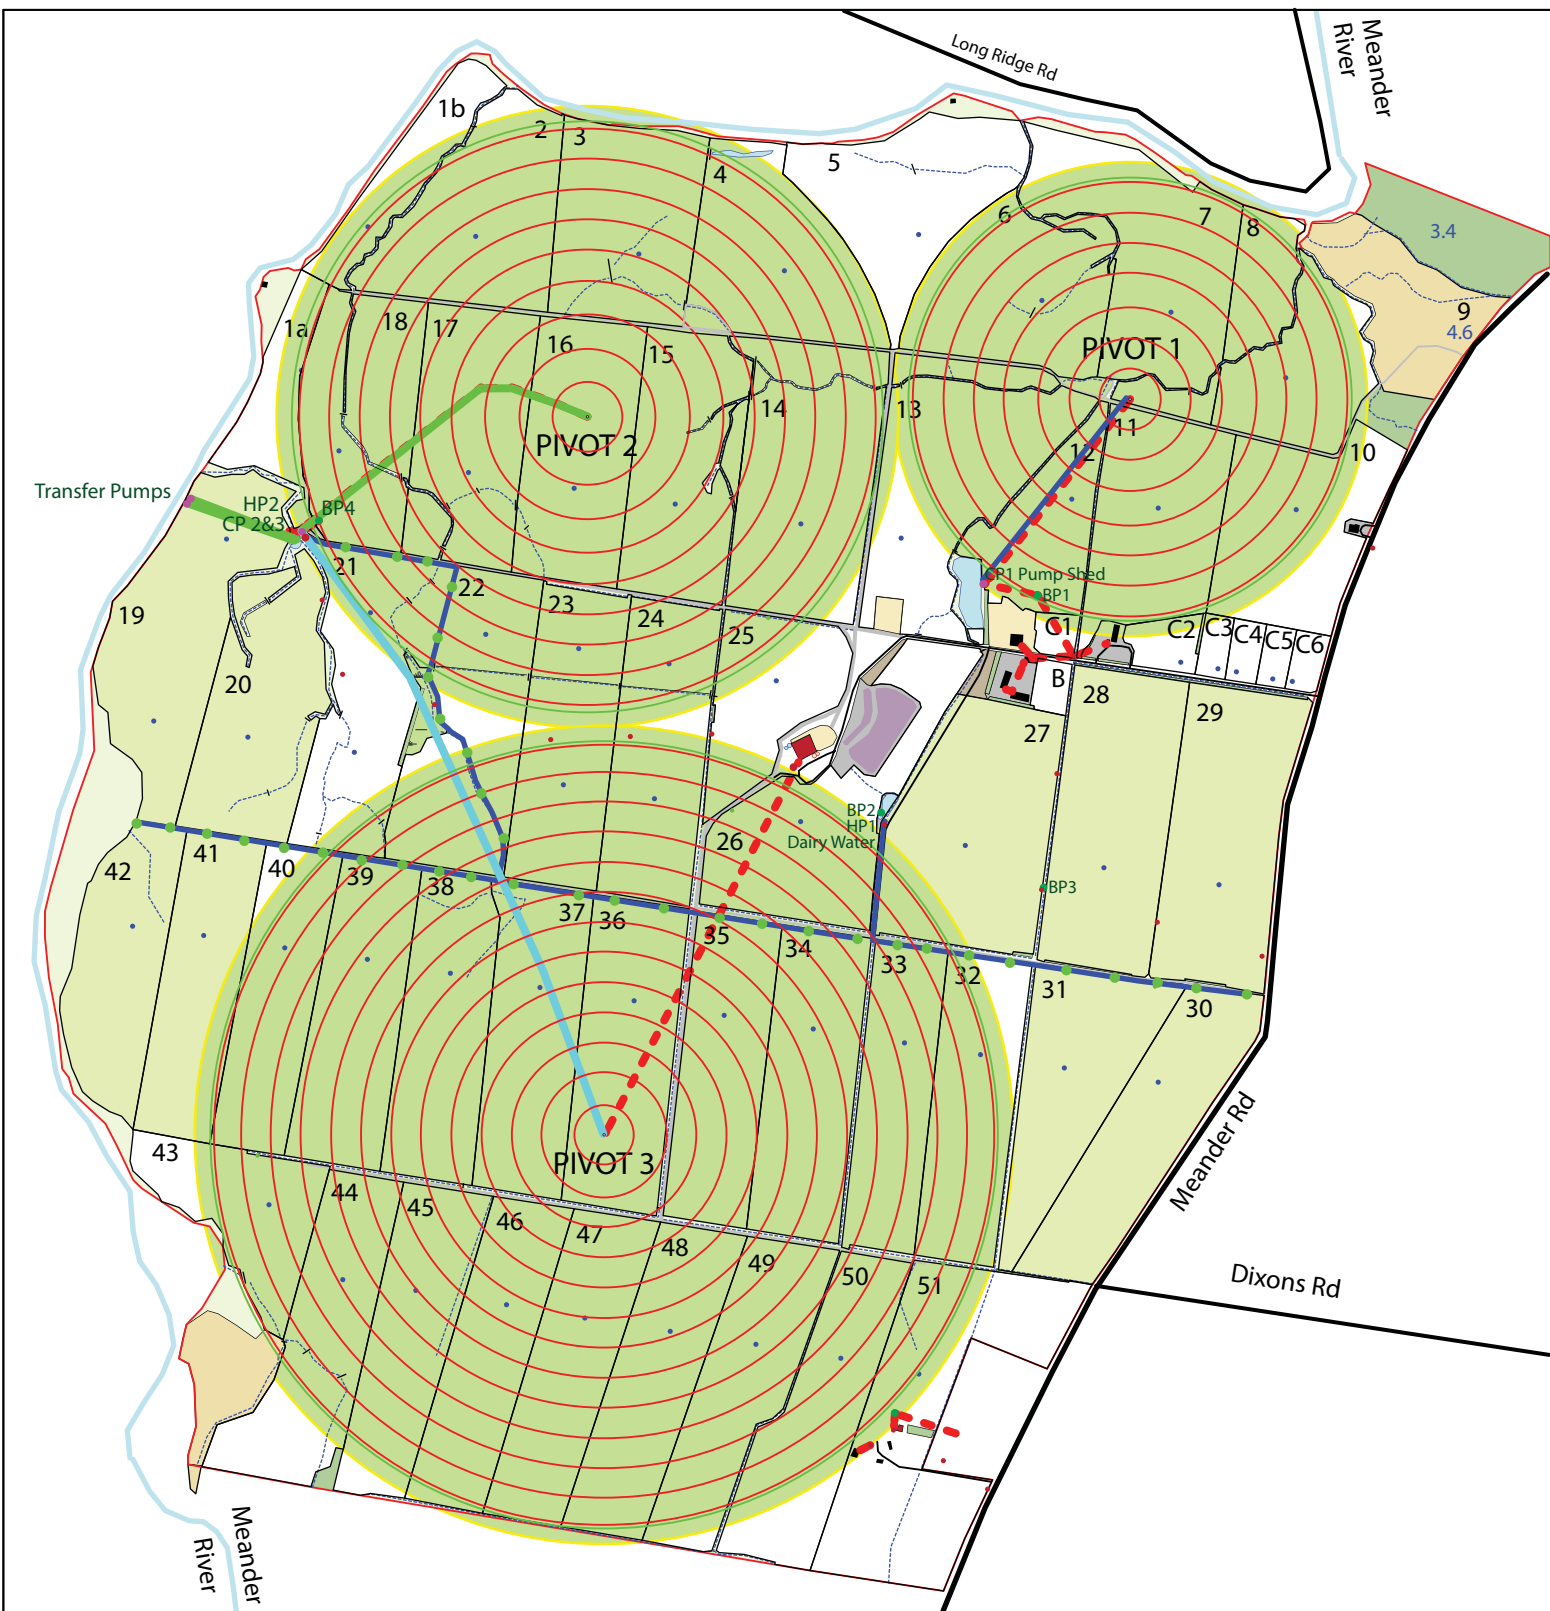 Long Ridge Rd
Meander
River
1b
2
3
4
5
6
7
8
3.4
9
4.6
1a
18
17
16
15
14
13
PIVOT 1
12
11
10
PIVOT 2
Transfer Pumps
HP2
BP4
CP 2&3
CP1 Pump Shed
BP1
19
20
21
22
23
24
25
C1
C2
C3
C4
C5
C6
B
28
29
27
BP2
HP1
Dairy Water
26
BP3
42
41
40
39
38
37
36
35
34
33
32
31
30
PIVOT 3
Meander Rd
43
44
45
46
47
48
49
50
51
Dixons Rd
Meander
River